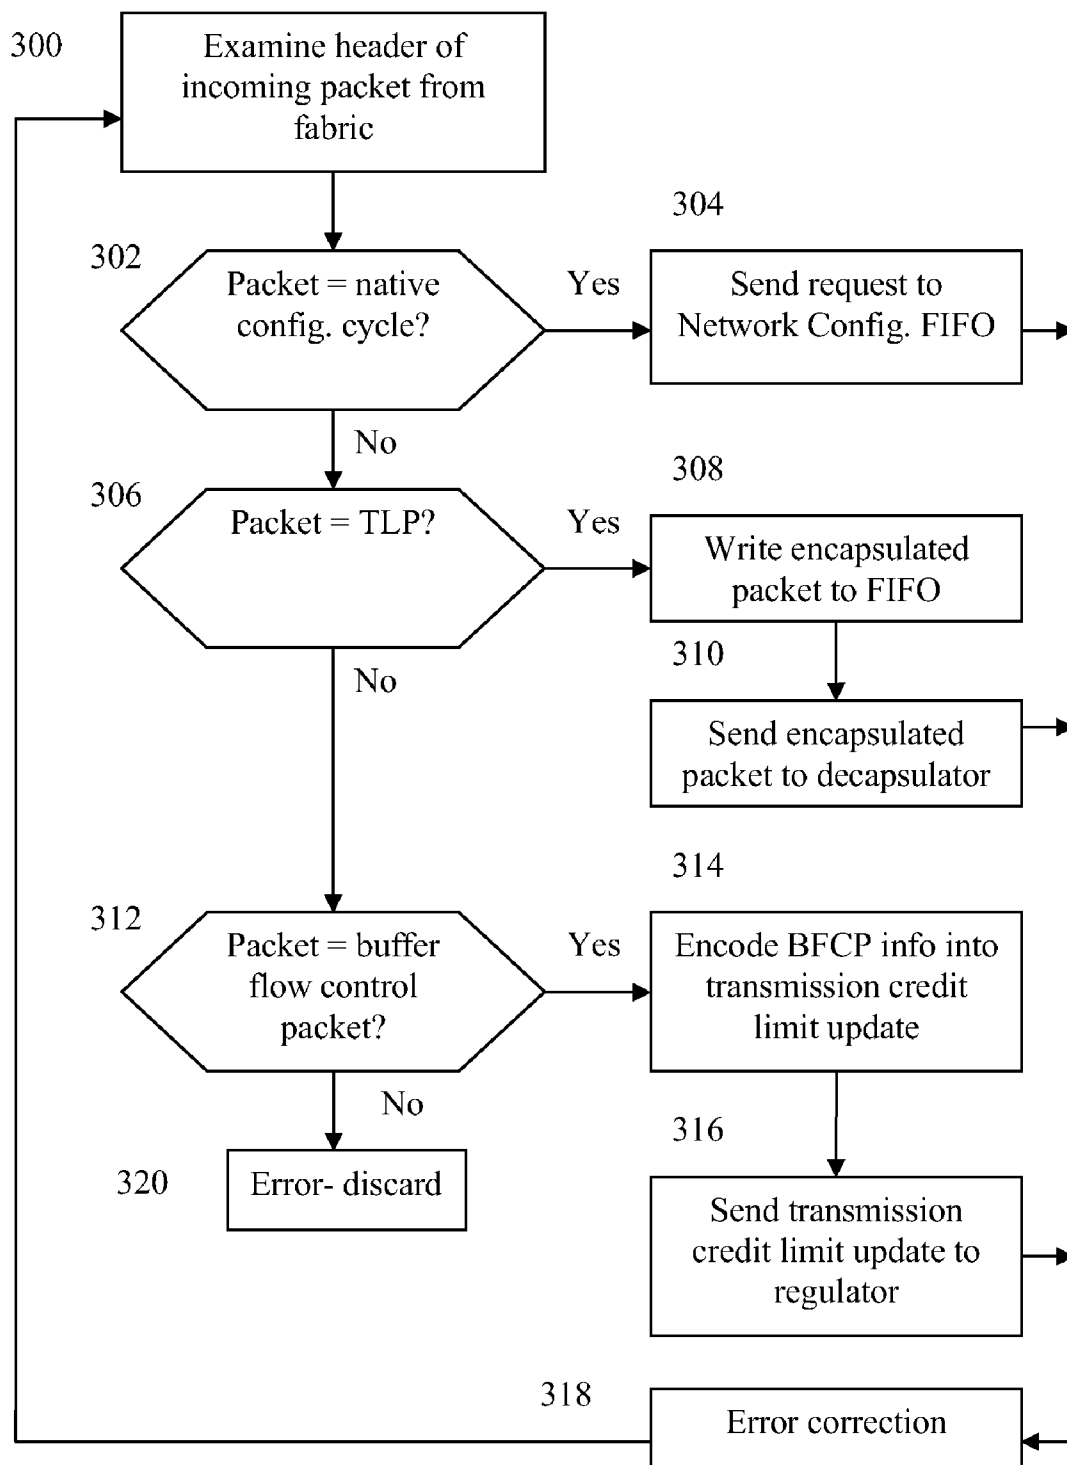 300
Examine header of
incoming packet from
fabric
304
302
Packet = native
config. cycle?
Yes
Send request to
Network Config. FIFO
No
308
306
Packet = TLP?
Yes
Write encapsulated
packet to FIFO
No
310
Send encapsulated
packet to decapsulator
314
312
Packet = buffer
flow control
packet?
Yes
Encode BFCP info into
transmission credit
limit update
No
316
320
Error- discard
Send transmission
credit limit update to
regulator
318
Error correction